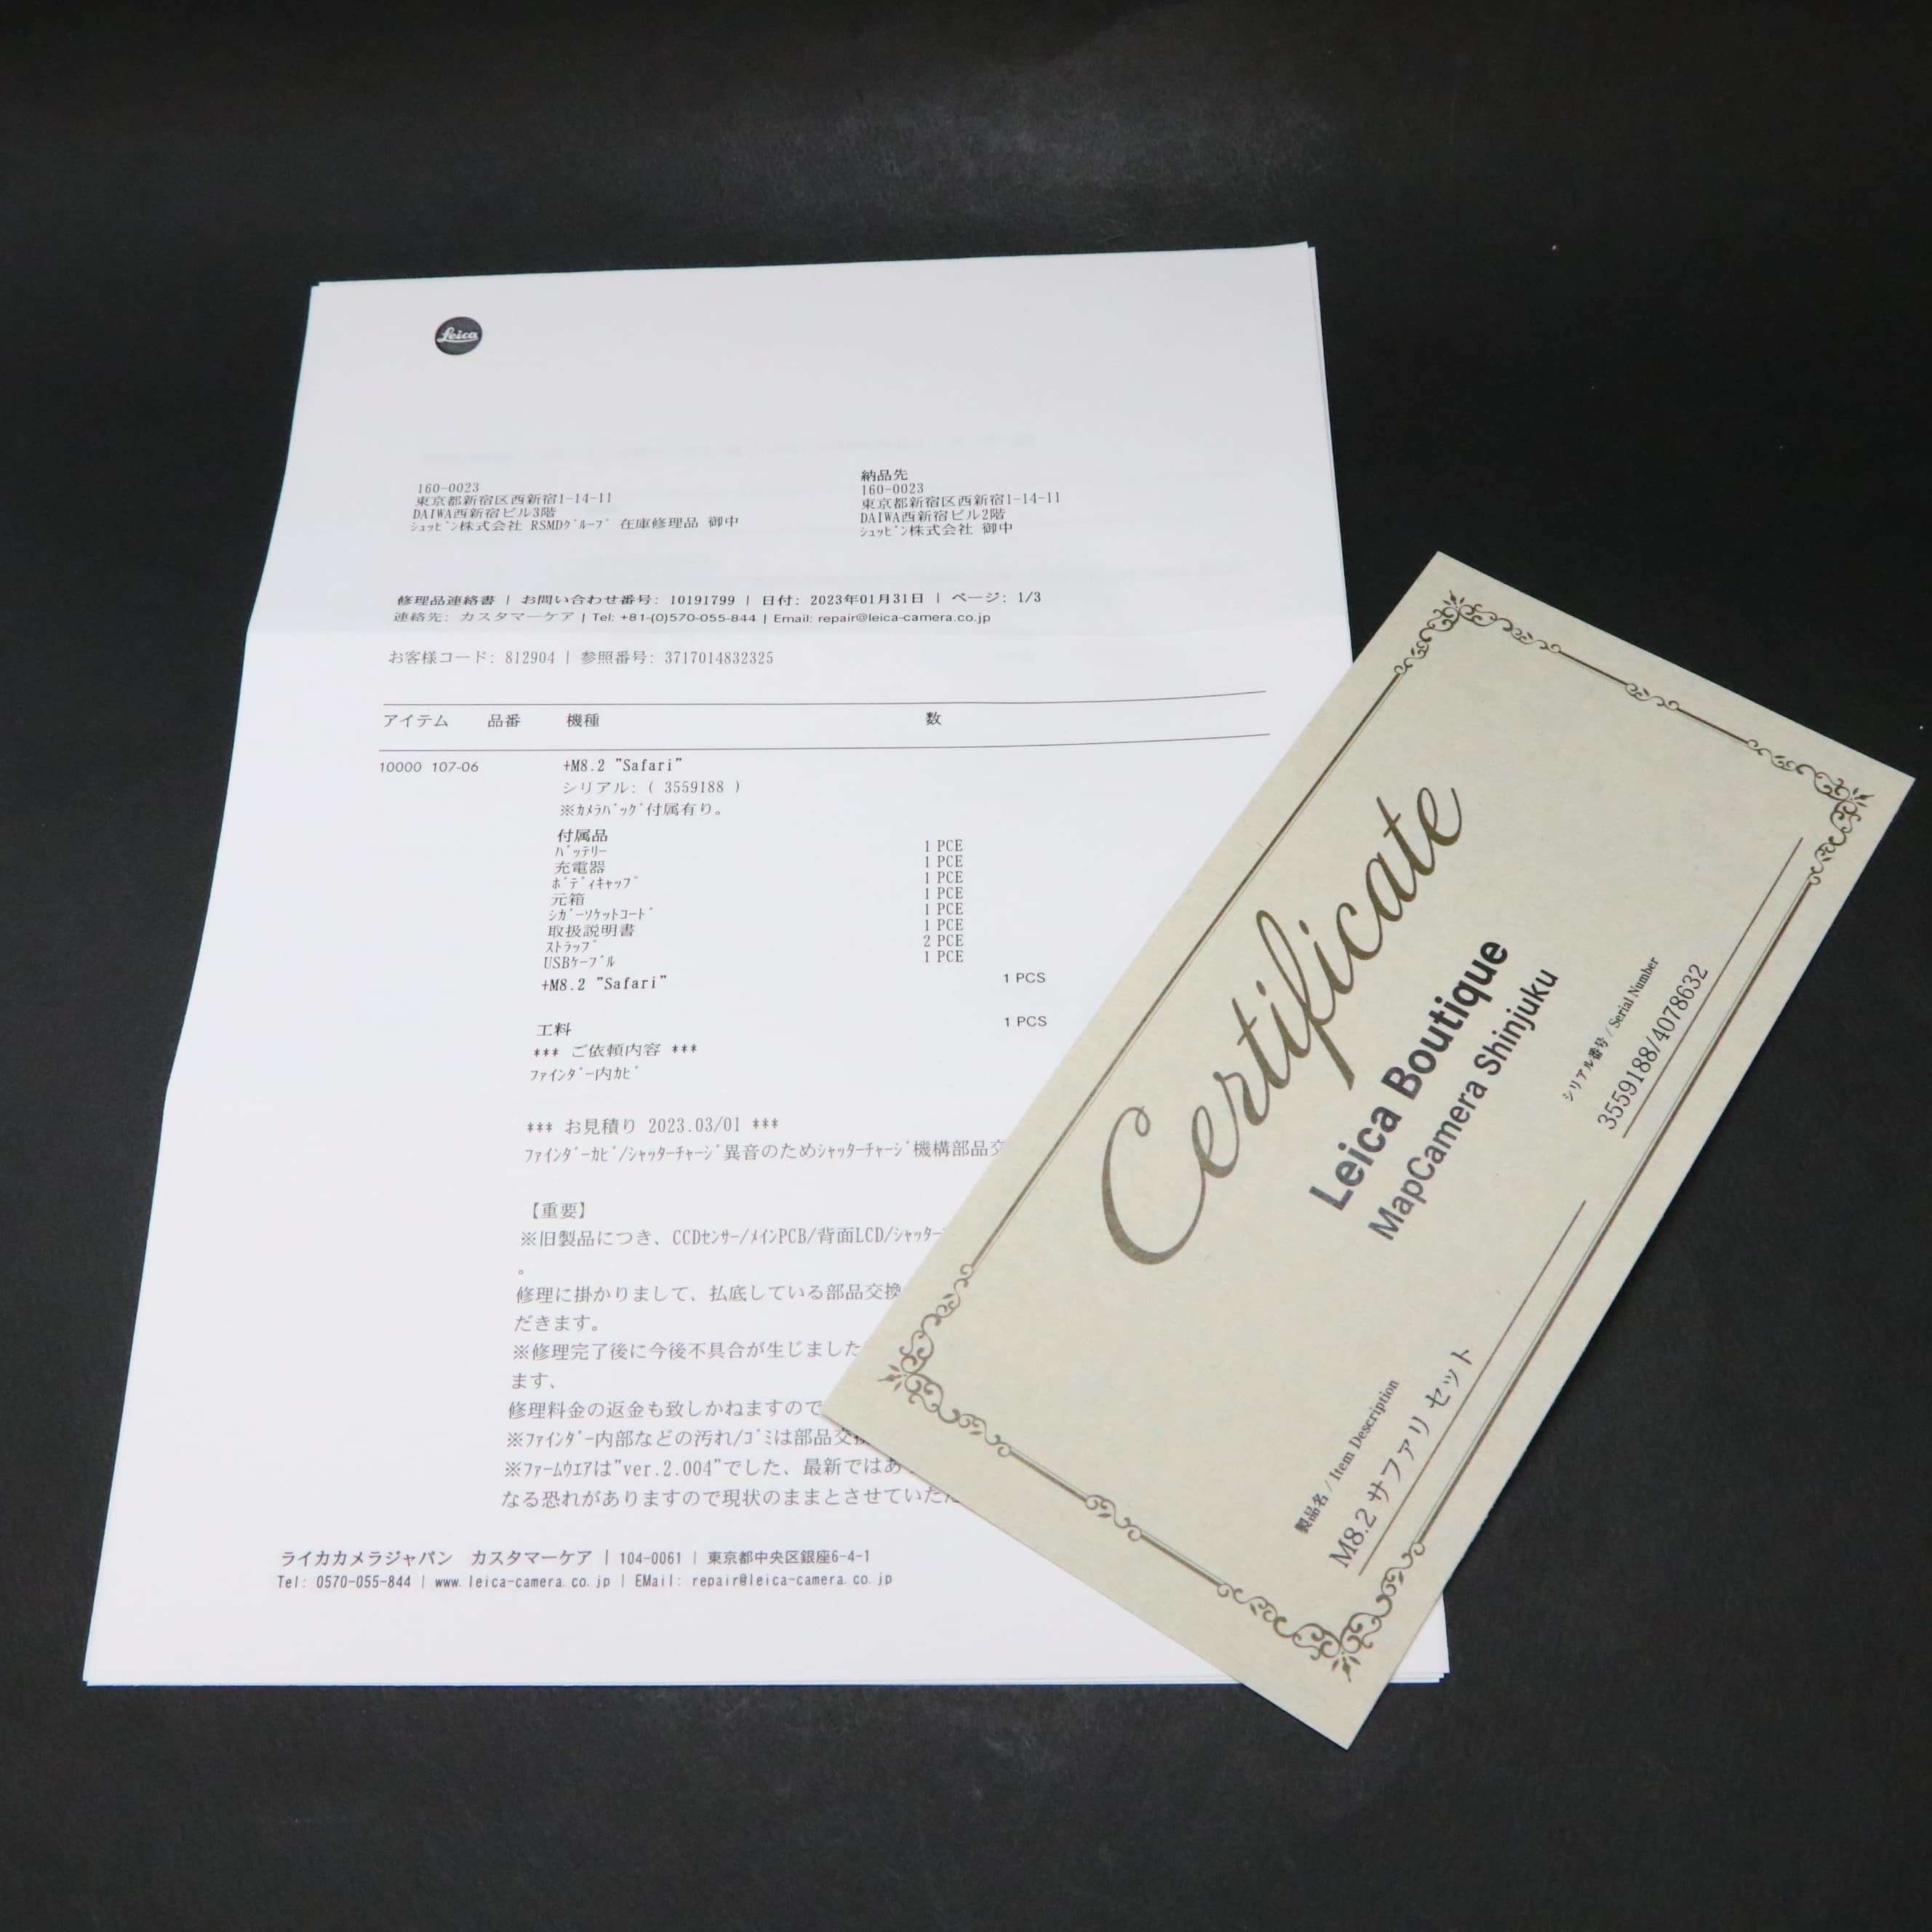 Leica
160-0023
東京都新宿区西新宿1-14-11
DAIWA西新宿ビル3階
ｼｭｯﾋﾟﾝ株式会社 RSMDｸﾞﾙｰﾌﾟ 在庫修理品 御中
納品先
160-0023
東京都新宿区西新宿1-14-11
DAIWA西新宿ビル2階
ｼｭｯﾋﾟﾝ株式会社 御中
修理品連絡書 | お問い合わせ番号: 10191799 | 日付: 2023年01月31日 | ページ: 1/3
連絡先: カスタマーケア | Tel: +81-(0)570-055-844 | Email: repair@leica-camera.co.jp
お客様コード: 812904 | 参照番号: 3717014832325
アイテム 品番 機種 数
10000 107-06 +M8.2 "Safari"
シリアル: ( 3559188 )
※ｶﾒﾗﾊﾞｯｸﾞ付属有り。
付属品
ﾊﾞｯﾃﾘｰ 1 PCE
充電器 1 PCE
ﾎﾞﾃﾞｨｷｬｯﾌﾟ 1 PCE
元箱 1 PCE
ｼｶﾞｰｿｹｯﾄｺｰﾄﾞ 1 PCE
取扱説明書 1 PCE
ｽﾄﾗｯﾌﾟ 2 PCE
USBｹｰﾌﾞﾙ 1 PCE
+M8.2 "Safari" 1 PCS
工料 1 PCS
*** ご依頼内容 ***
ﾌｧｲﾝﾀﾞｰ内ｶﾋﾞ
*** お見積り 2023.03/01 ***
ﾌｧｲﾝﾀﾞｰｶﾋﾞ/ｼｬｯﾀｰﾁｬｰｼﾞ異音のためｼｬｯﾀｰﾁｬｰｼﾞ機構部品交
【重要】
※旧製品につき、CCDｾﾝｻｰ/ﾒｲﾝPCB/背面LCD/ｼｬｯﾀｰ
。
修理に掛かりまして、払底している部品交換
だきます。
※修理完了後に今後不具合が生じました
ます、
修理料金の返金も致しかねますので
※ﾌｧｲﾝﾀﾞｰ内部などの汚れ/ｺﾞﾐは部品交換
※ﾌｧｰﾑｳｴｱは"ver.2.004"でした、最新ではあ
なる恐れがありますので現状のままとさせていただ
ライカカメラジャパン カスタマーケア | 104-0061 | 東京都中央区銀座6-4-1
Tel: 0570-055-844 | www.leica-camera.co.jp | EMail: repair@leica-camera.co.jp
Certificate
Leica Boutique
MapCamera Shinjuku
製品名 / Item Description
M8.2 サファリ セット
シリアル番号 / Serial Number
3559188/4078632